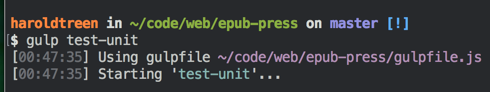 haroldtreen in ~/code/web/epub-press on master [!]
$ gulp test-unit
[00:47:35] Using gulpfile ~/code/web/epub-press/gulpfile.js
[00:47:35] Starting 'test-unit'...